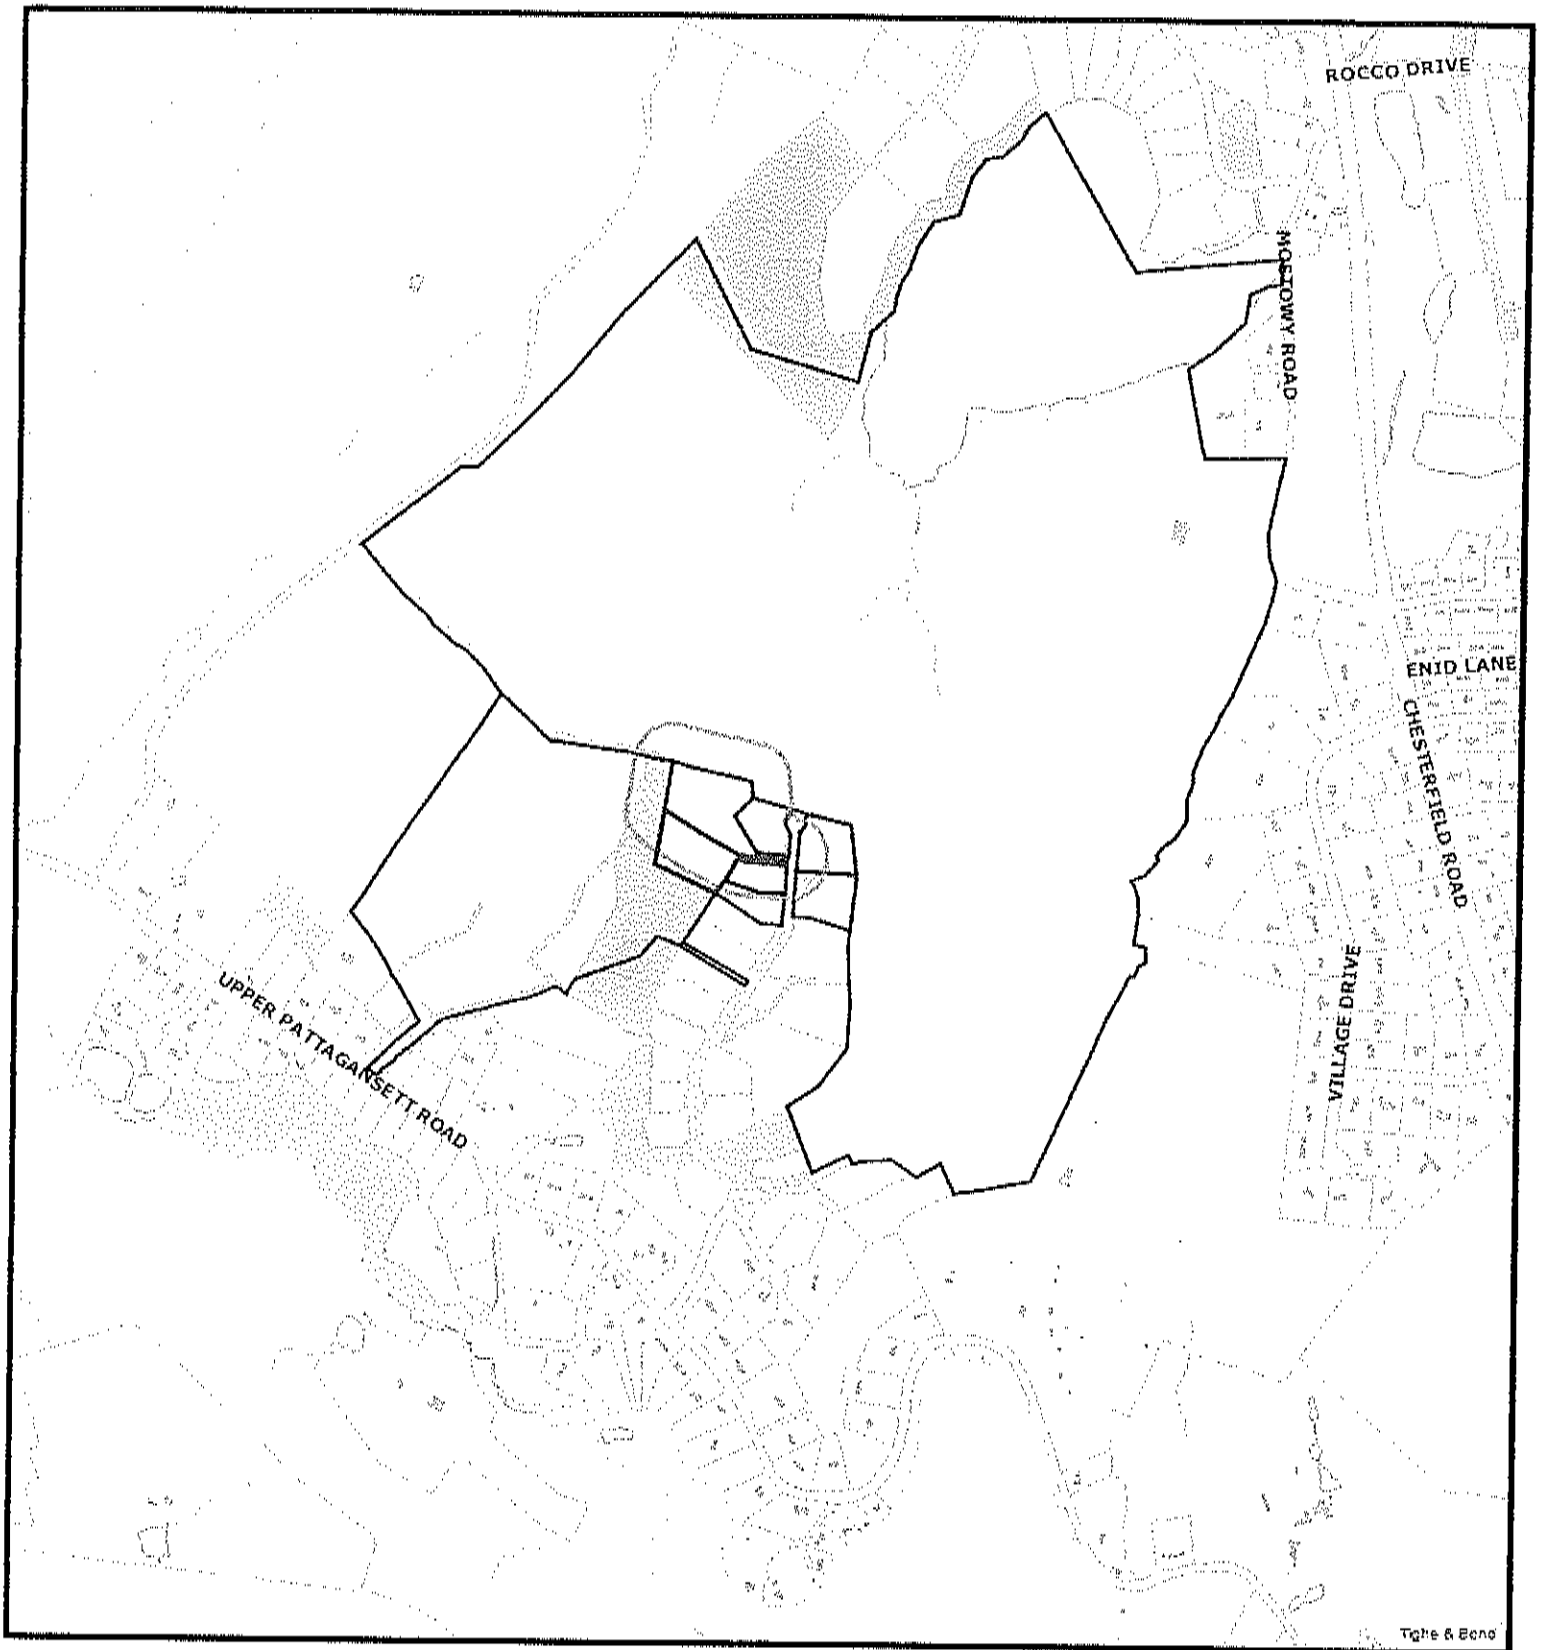 ROCCO DRIVE
MOSTOWY ROAD
ENID LANE
CHESTERFIELD ROAD
VILLAGE DRIVE
UPPER PATTAGANSETT ROAD
Tighe & Bond